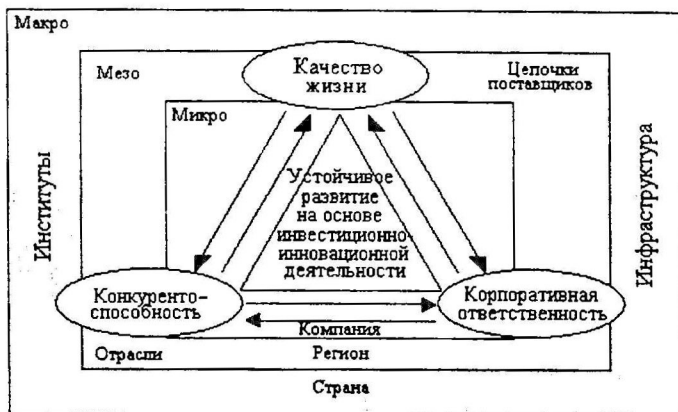 Макро
Мезо
Качество
жизни
Цепочки
поставщиков
Микро
Институты
Инфраструктура
Устойчивое
развитие
на основе
инвестиционно-
инновационной
деятельности
Конкуренто-
способность
Корпоративная
ответственность
Компания
Отрасли
Регион
Страна